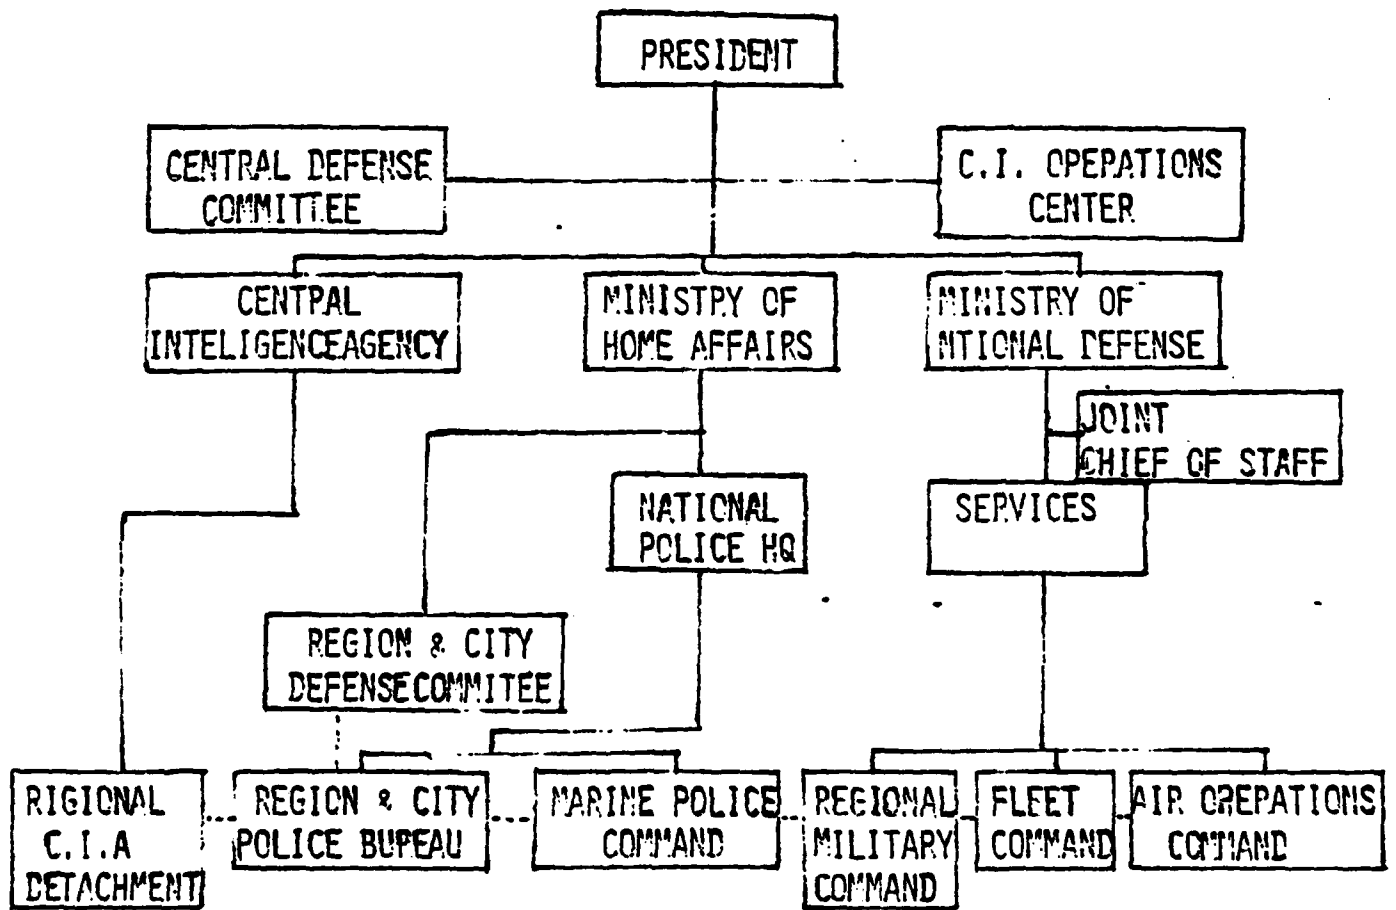 PRESIDENT
CENTRAL DEFENSE
COMMITTEE
C.I. OPERATIONS
CENTER
CENTRAL
INTELIGENCEAGENCY
MINISTRY OF
HOME AFFAIRS
MINISTRY OF
NTIONAL DEFENSE
JOINT
CHIEF OF STAFF
NATIONAL
POLICE HQ
SERVICES
REGION & CITY
DEFENSECOMMITEE
RIGIONAL
C.I.A
DETACHMENT
REGION & CITY
POLICE BUREAU
MARINE POLICE
COMMAND
REGIONAL
MILITARY
COMMAND
FLEET
COMMAND
AIR OPERATIONS
COMMAND